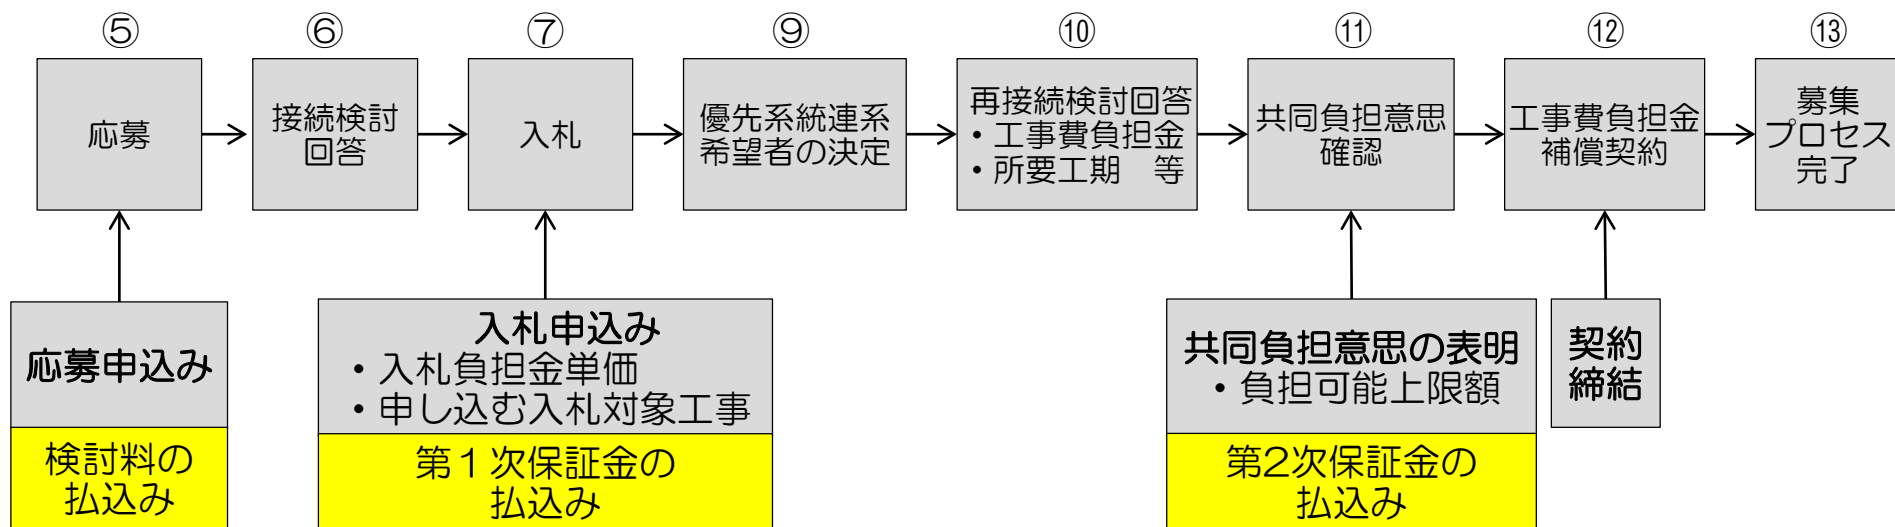 ⑤
⑥
⑦
⑨
⑩
⑪
⑫
⑬
応募
接続検討
回答
入札
優先系統連系
希望者の決定
再接続検討回答
・工事費負担金
・所要工期　等
共同負担意思
確認
工事費負担金
補償契約
募集
プロセス
完了
応募申込み
検討料の
払込み
入札申込み
・入札負担金単価
・申し込む入札対象工事
第１次保証金の
払込み
共同負担意思の表明
・負担可能上限額
第2次保証金の
払込み
契約
締結